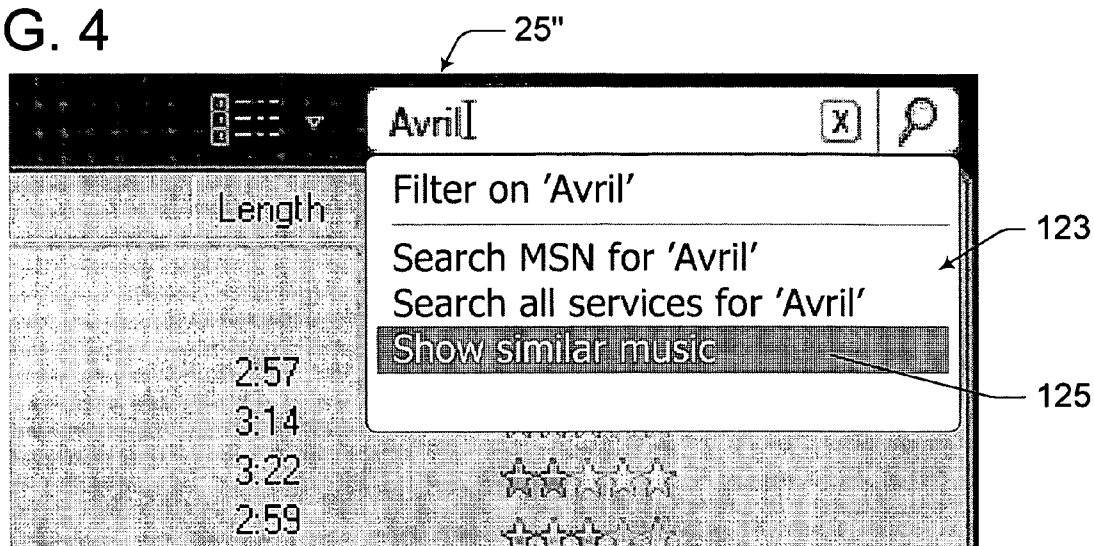 G. 4
25"
Avril X
Filter on 'Avril'
Length
Search MSN for 'Avril'
123
Search all services for 'Avril'
Show similar music
2:57
125
3:14
3:22
2:59